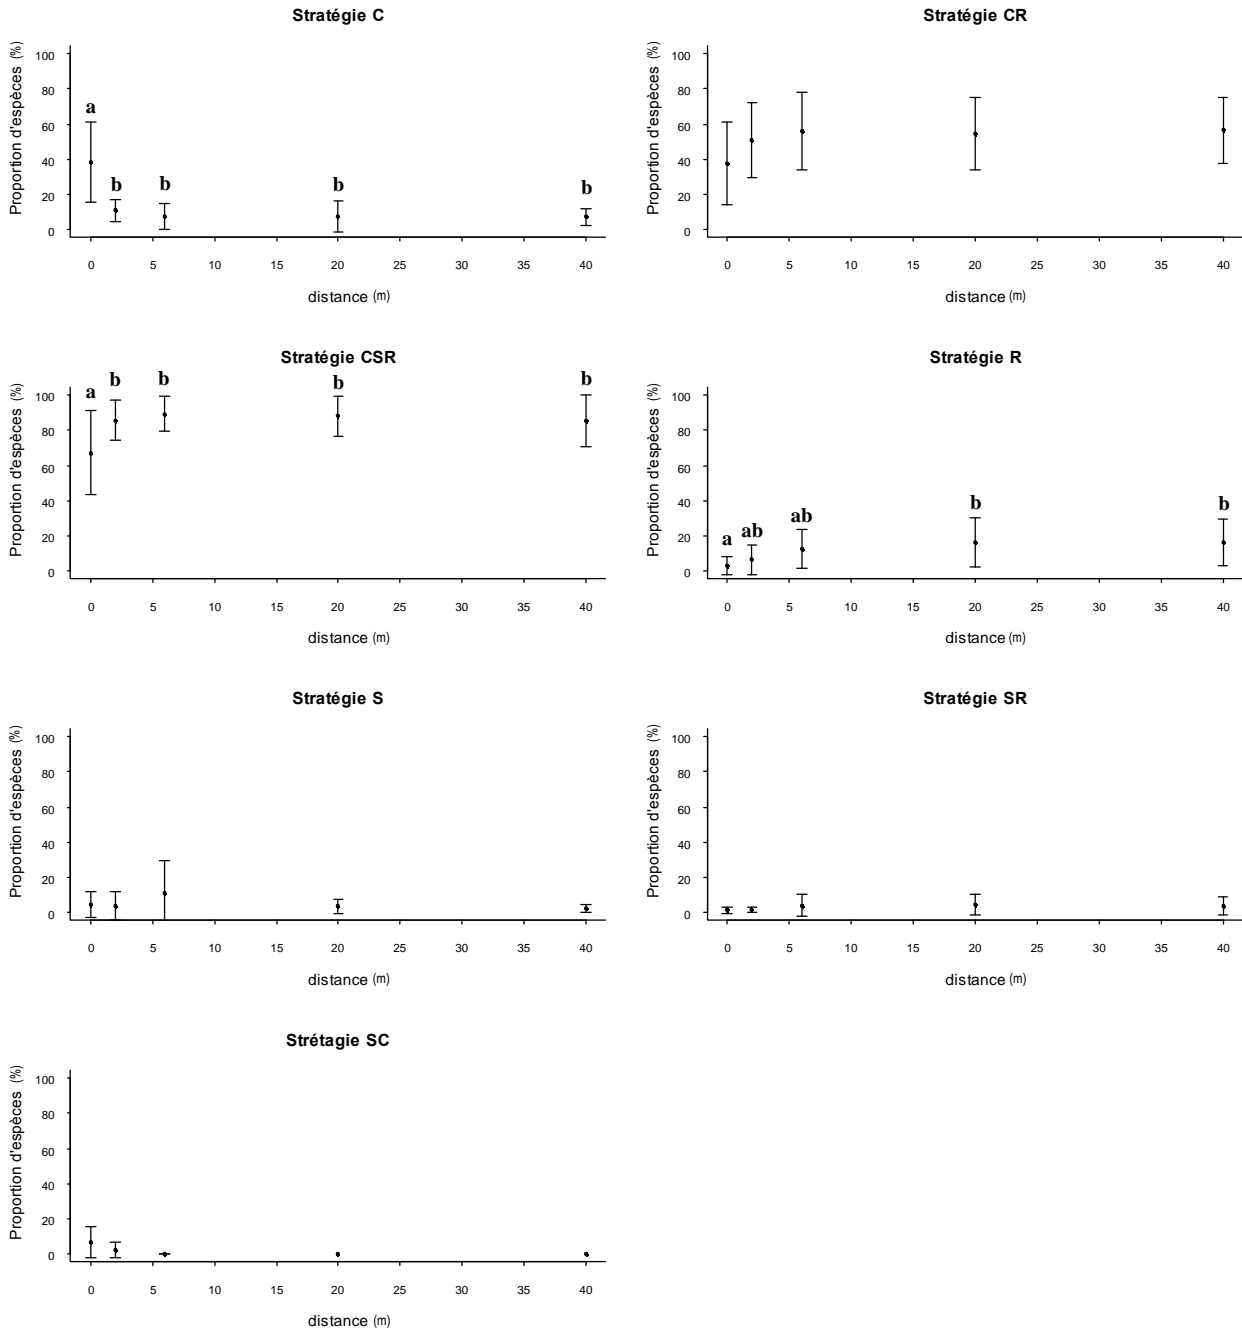 Stratégie C
Proportion d'espèces (%)
100
80
60
40
20
0
a
b
b
b
b
0 5 10 15 20 25 30 35 40
distance (m)
Stratégie CR
Proportion d'espèces (%)
100
80
60
40
20
0
0 5 10 15 20 25 30 35 40
distance (m)
Stratégie CSR
Proportion d'espèces (%)
100
80
60
40
20
0
a
b
b
b
b
0 5 10 15 20 25 30 35 40
distance (m)
Stratégie R
Proportion d'espèces (%)
100
80
60
40
20
0
a
ab
ab
b
b
0 5 10 15 20 25 30 35 40
distance (m)
Stratégie S
Proportion d'espèces (%)
100
80
60
40
20
0
0 5 10 15 20 25 30 35 40
distance (m)
Stratégie SR
Proportion d'espèces (%)
100
80
60
40
20
0
0 5 10 15 20 25 30 35 40
distance (m)
Strétagie SC
Proportion d'espèces (%)
100
80
60
40
20
0
0 5 10 15 20 25 30 35 40
distance (m)